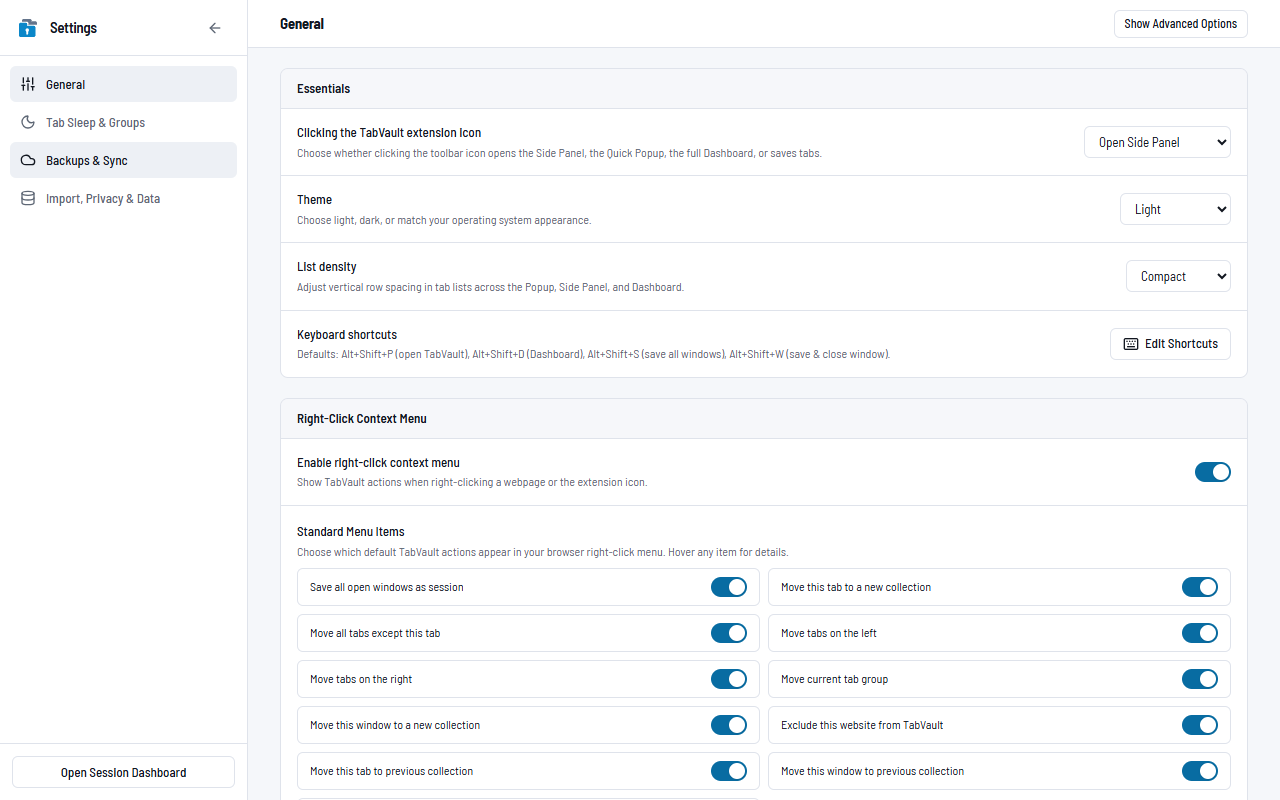 Settings
General
Tab Sleep & Groups
Backups & Sync
Import, Privacy & Data
Open Session Dashboard
General
Show Advanced Options
Essentials
Clicking the TabVault extension icon
Choose whether clicking the toolbar icon opens the Side Panel, the Quick Popup, the full Dashboard, or saves tabs.
Open Side Panel
Theme
Choose light, dark, or match your operating system appearance.
Light
List density
Adjust vertical row spacing in tab lists across the Popup, Side Panel, and Dashboard.
Compact
Keyboard shortcuts
Defaults: Alt+Shift+P (open TabVault), Alt+Shift+D (Dashboard), Alt+Shift+S (save all windows), Alt+Shift+W (save & close window).
Edit Shortcuts
Right-Click Context Menu
Enable right-click context menu
Show TabVault actions when right-clicking a webpage or the extension icon.
Standard Menu Items
Choose which default TabVault actions appear in your browser right-click menu. Hover any item for details.
Save all open windows as session
Move this tab to a new collection
Move all tabs except this tab
Move tabs on the left
Move tabs on the right
Move current tab group
Move this window to a new collection
Exclude this website from TabVault
Move this tab to previous collection
Move this window to previous collection